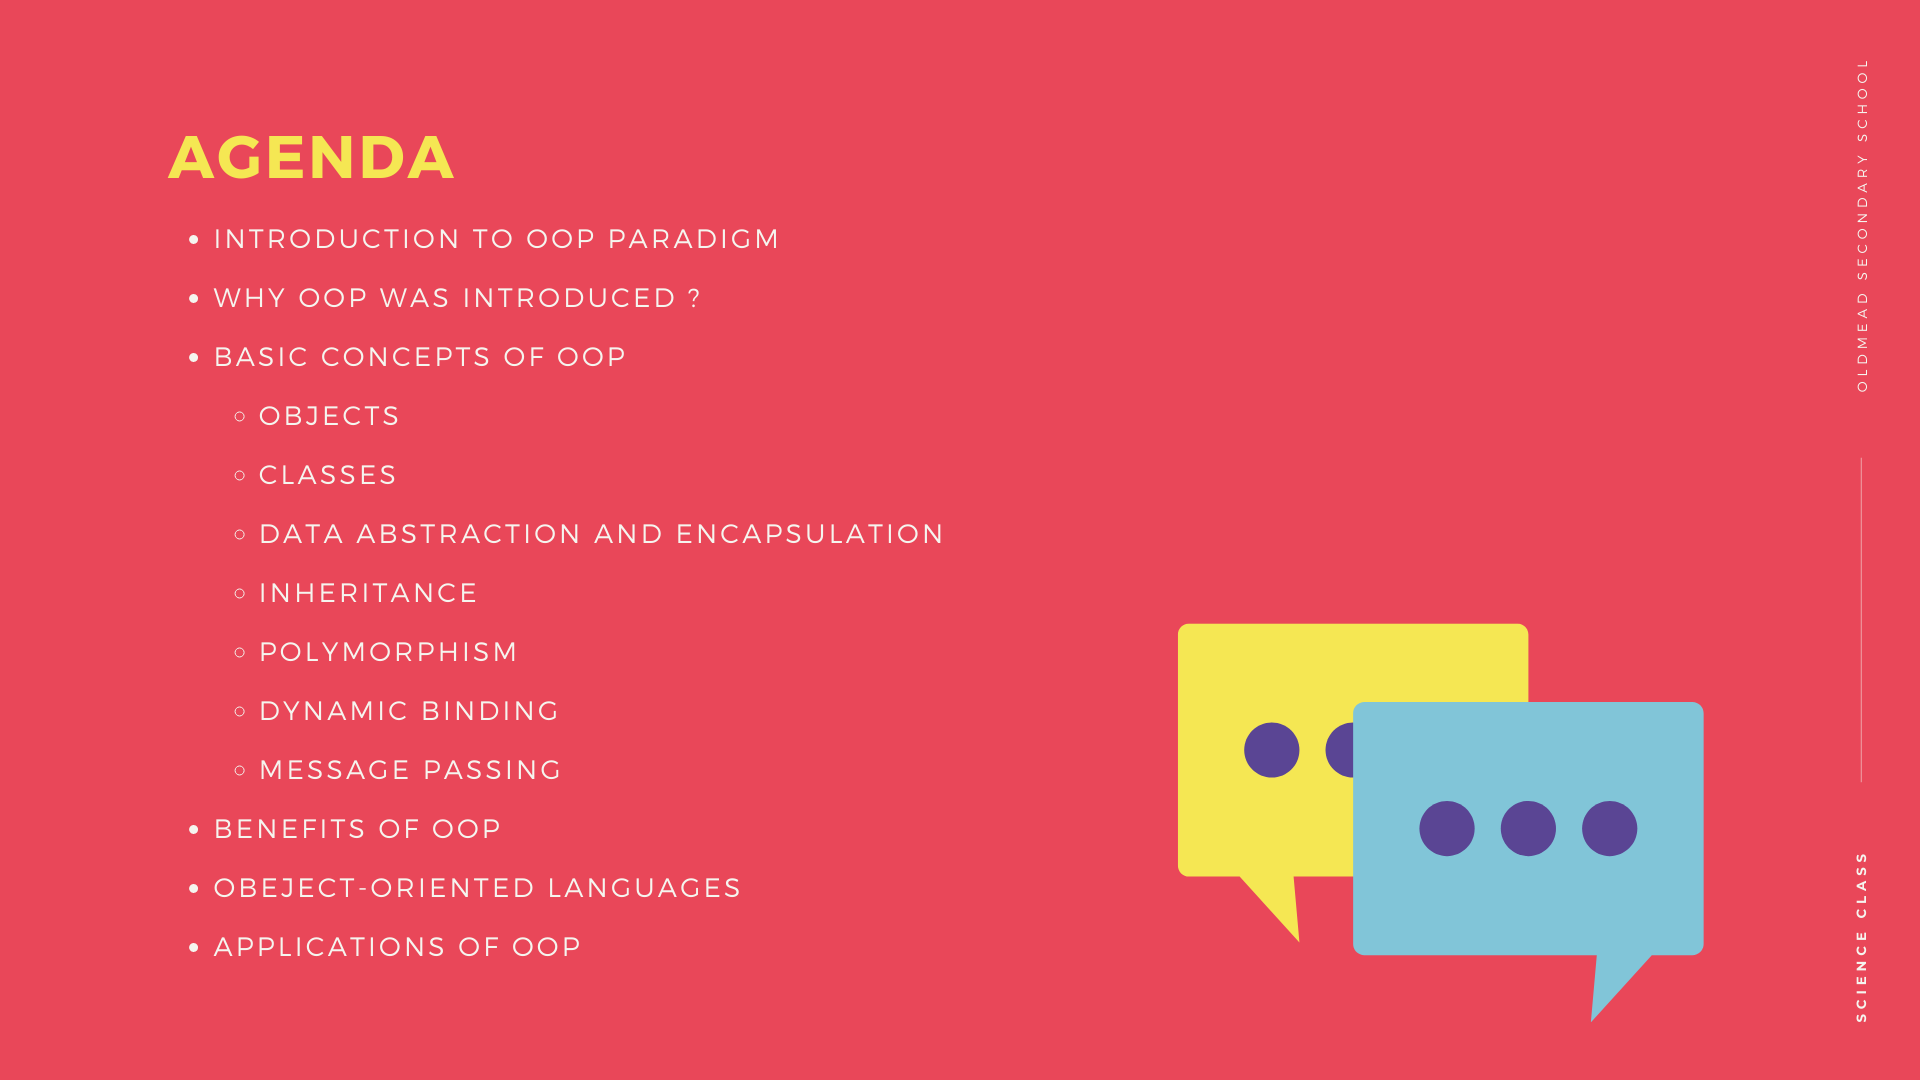 AGENDA
INTRODUCTION TO OOP PARADIGM
WHY OOP WAS INTRODUCED ?
BASIC CONCEPTS OF OOP
OBJECTS
CLASSES
DATA ABSTRACTION AND ENCAPSULATION
INHERITANCE
POLYMORPHISM
DYNAMIC BINDING
MESSAGE PASSING
BENEFITS OF OOP
OBEJECT-ORIENTED LANGUAGES
APPLICATIONS OF OOP
OLDMEAD SECONDARY SCHOOL
SCIENCE CLASS